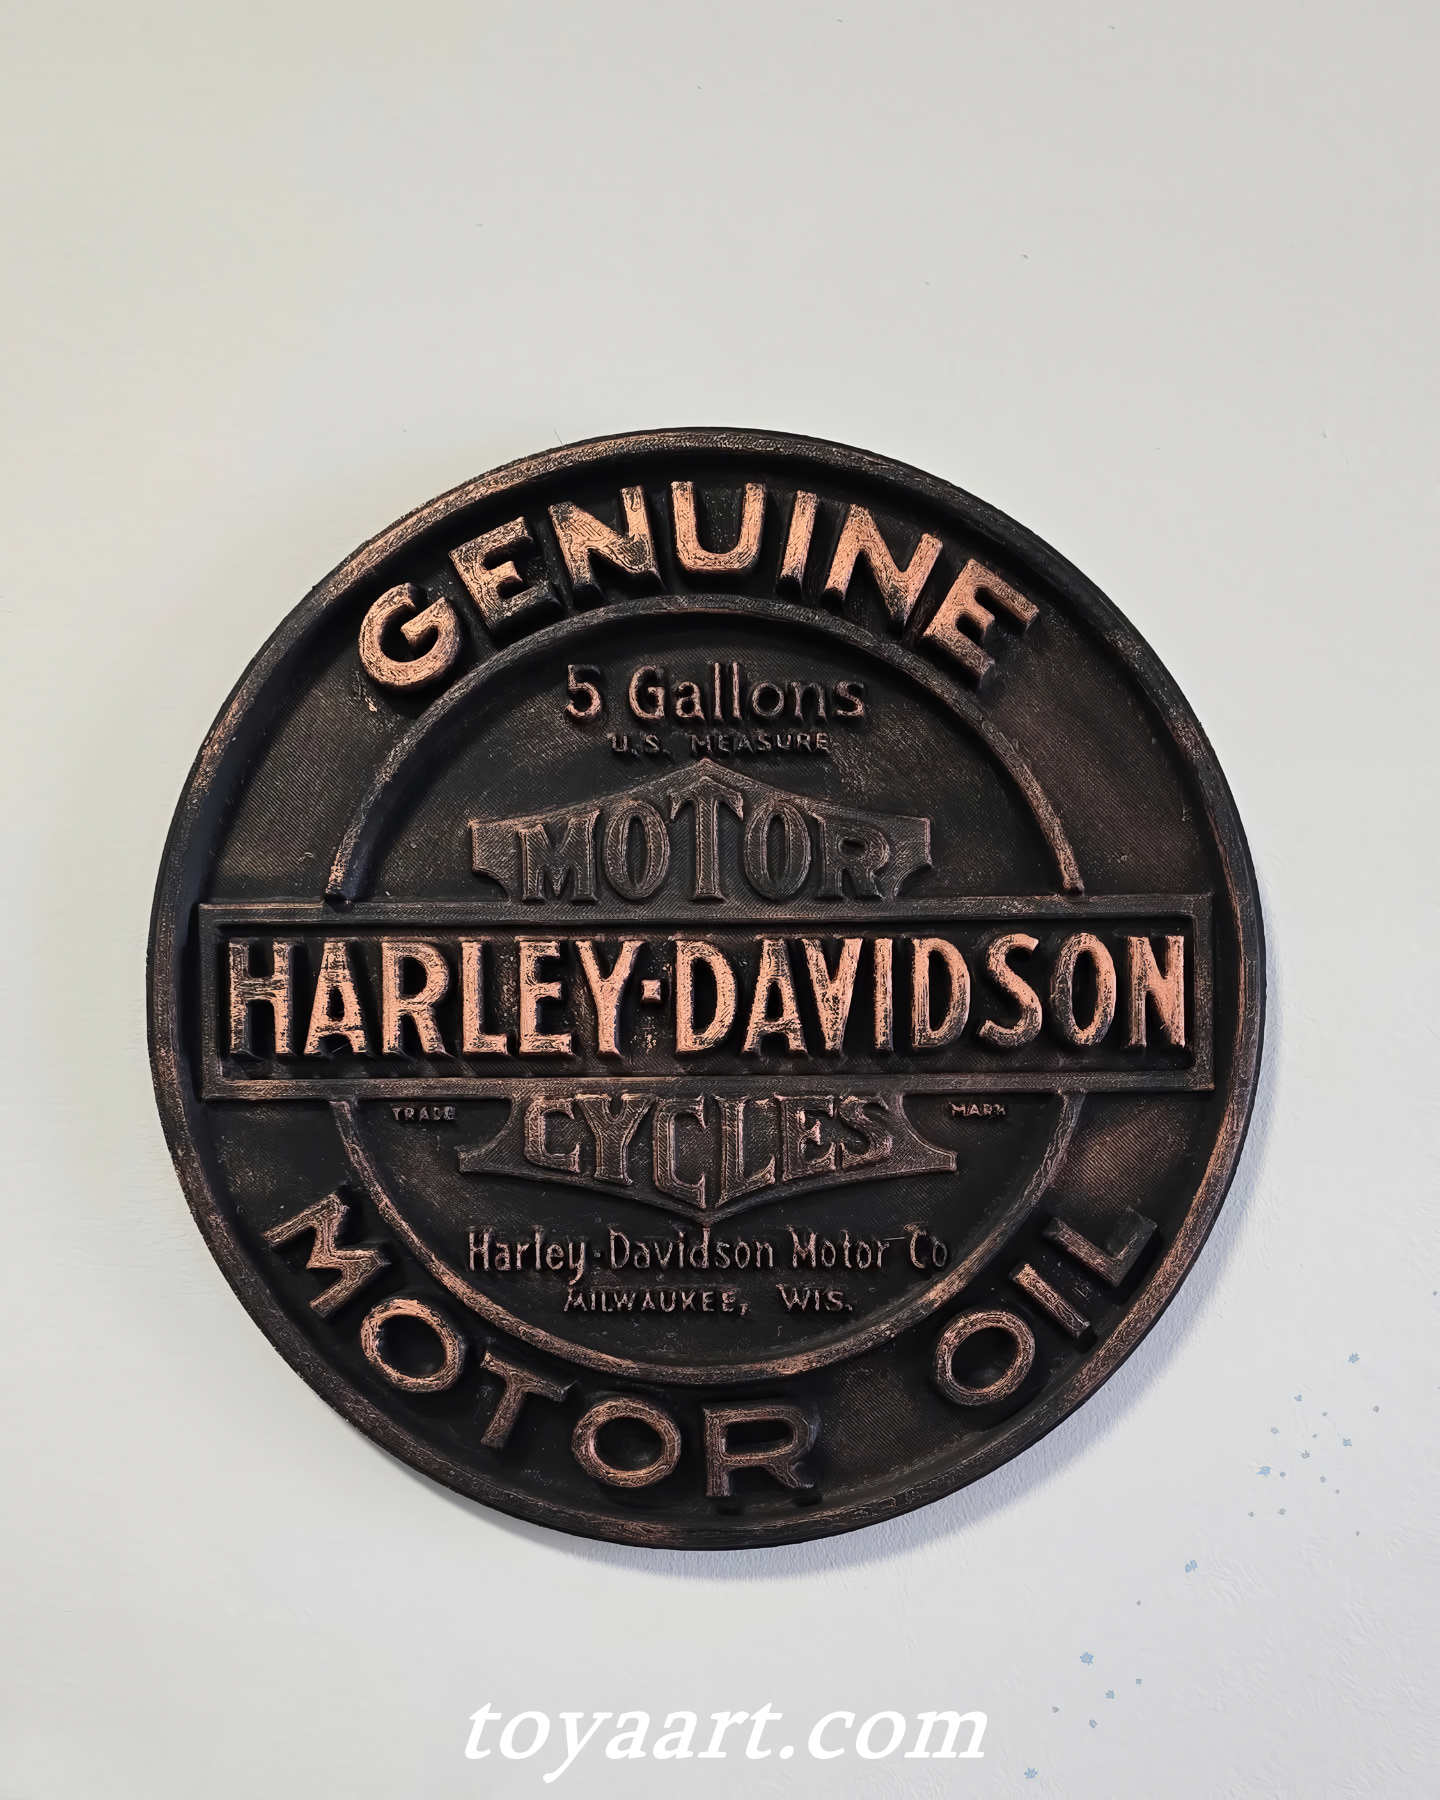 GENUINE
5 Gallons
U.S. MEASURE
MOTOR
HARLEY-DAVIDSON
TRADE MARK
CYCLES
Harley-Davidson Motor Co
MILWAUKEE, WIS.
MOTOR OIL
toyaart.com